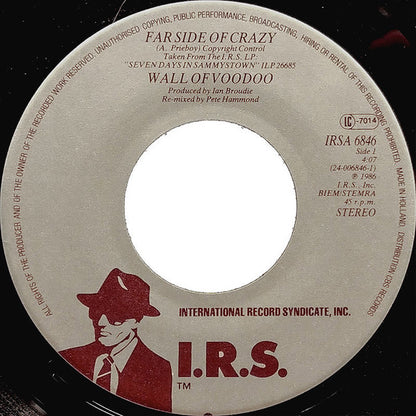 UNAUTHORISED COPYING, PUBLIC PERFORMANCE, BROADCASTING, HIRING OR RENTAL OF THIS RECORDING PROHIBITED. MADE IN HOLLAND. DISTRIBUTION CBS RECORDS
ALL RIGHTS OF THE PRODUCER AND OF THE OWNER OF THE RECORDED WORK RESERVED.
FAR SIDE OF CRAZY
(A. Prieboy) Copyright Control
Taken From The I.R.S. LP:
"SEVEN DAYS IN SAMMYSTOWN" ILP 26685
WALL OF VOODOO
Produced by Ian Broudie
Re-mixed by Pete Hammond
LC-7014
IRSA 6846
Side 1
4:07
(24-006846-1)
℗ 1986
I.R.S., Inc.
BIEM/STEMRA
45 r.p.m.
STEREO
INTERNATIONAL RECORD SYNDICATE, INC.
I.R.S.
TM